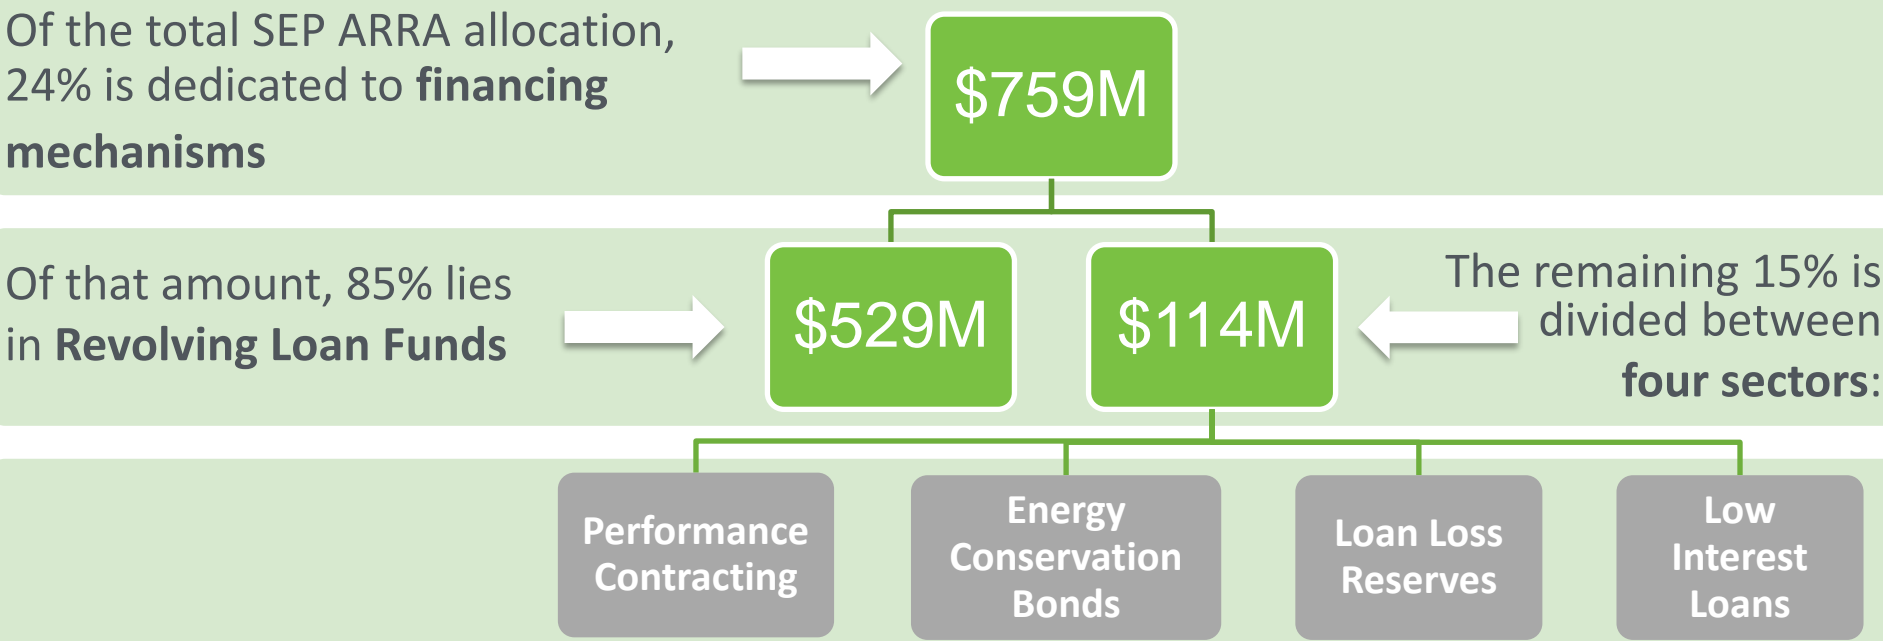 Of the total SEP ARRA allocation,
24% is dedicated to financing
mechanisms
$759M
Of that amount, 85% lies
in Revolving Loan Funds
$529M
$114M
The remaining 15% is
divided between
four sectors:
Performance
Contracting
Energy
Conservation
Bonds
Loan Loss
Reserves
Low
Interest
Loans